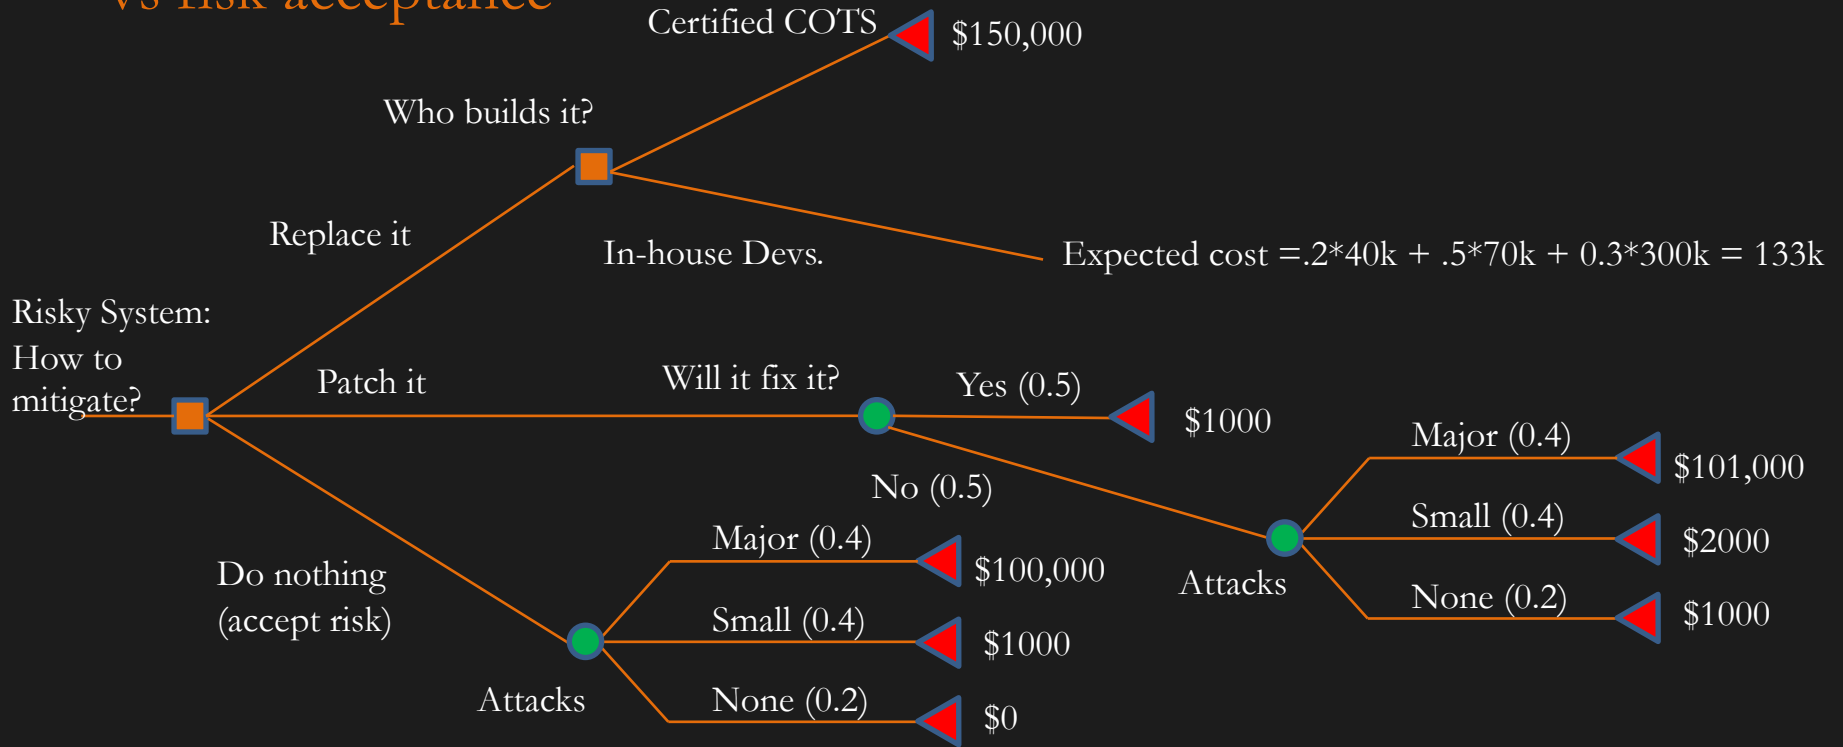 vs risk acceptance
Certified COTS
$150,000
Who builds it?
Replace it
In-house Devs.
Expected cost =.2*40k + .5*70k + 0.3*300k = 133k
Risky System:
How to
mitigate?
Patch it
Will it fix it?
Yes (0.5)
$1000
No (0.5)
Major (0.4)
$101,000
Small (0.4)
$2000
None (0.2)
$1000
Attacks
Do nothing
(accept risk)
Major (0.4)
$100,000
Small (0.4)
$1000
None (0.2)
$0
Attacks